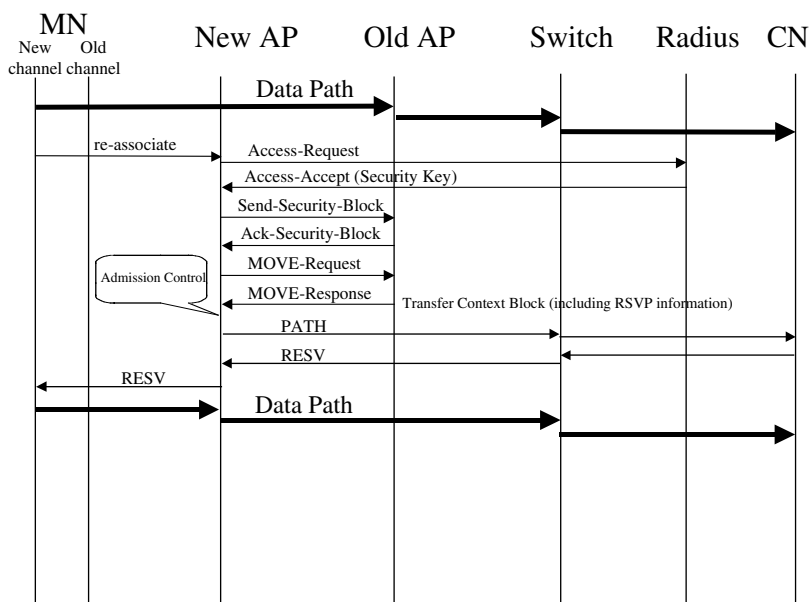 MN
New Old
channel channel
New AP
Old AP
Switch
Radius
CN
Data Path
re-associate
Access-Request
Access-Accept (Security Key)
Send-Security-Block
Ack-Security-Block
Admission Control
MOVE-Request
MOVE-Response
Transfer Context Block (including RSVP information)
PATH
RESV
RESV
Data Path